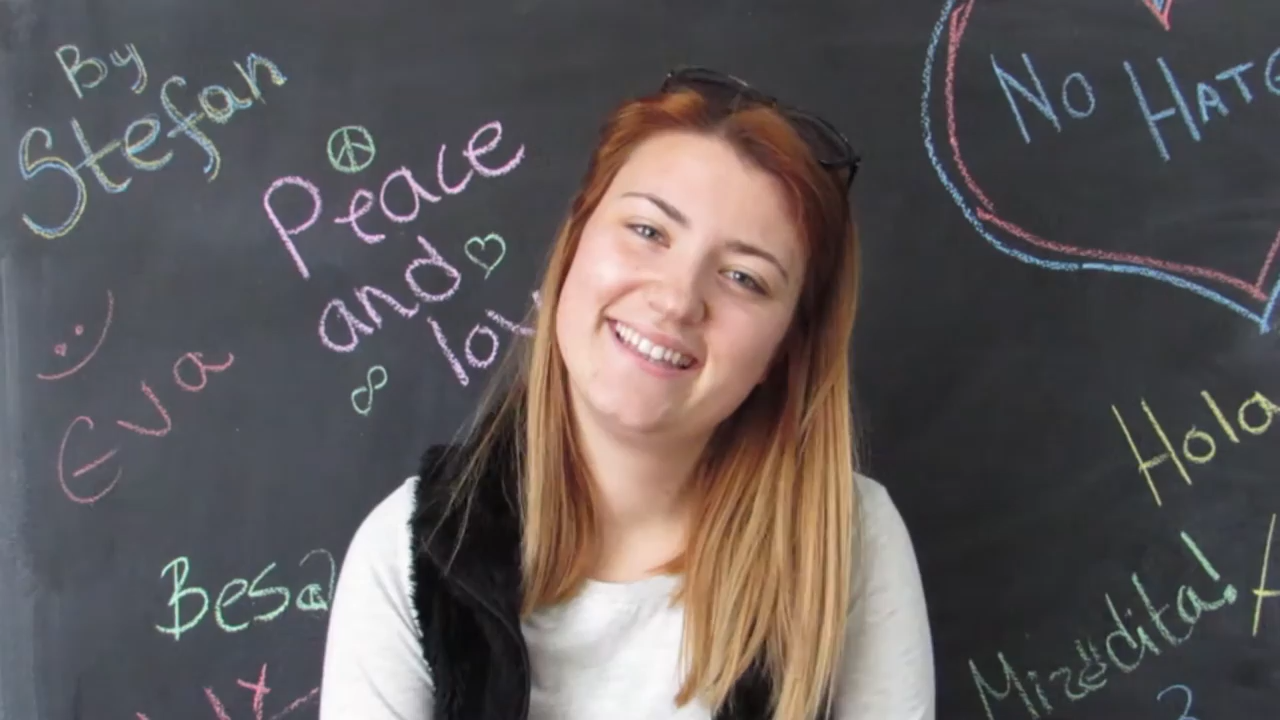 By
Stefan
Peace
and
Eva
Besa
No Hate
Hola
Mirëdita!